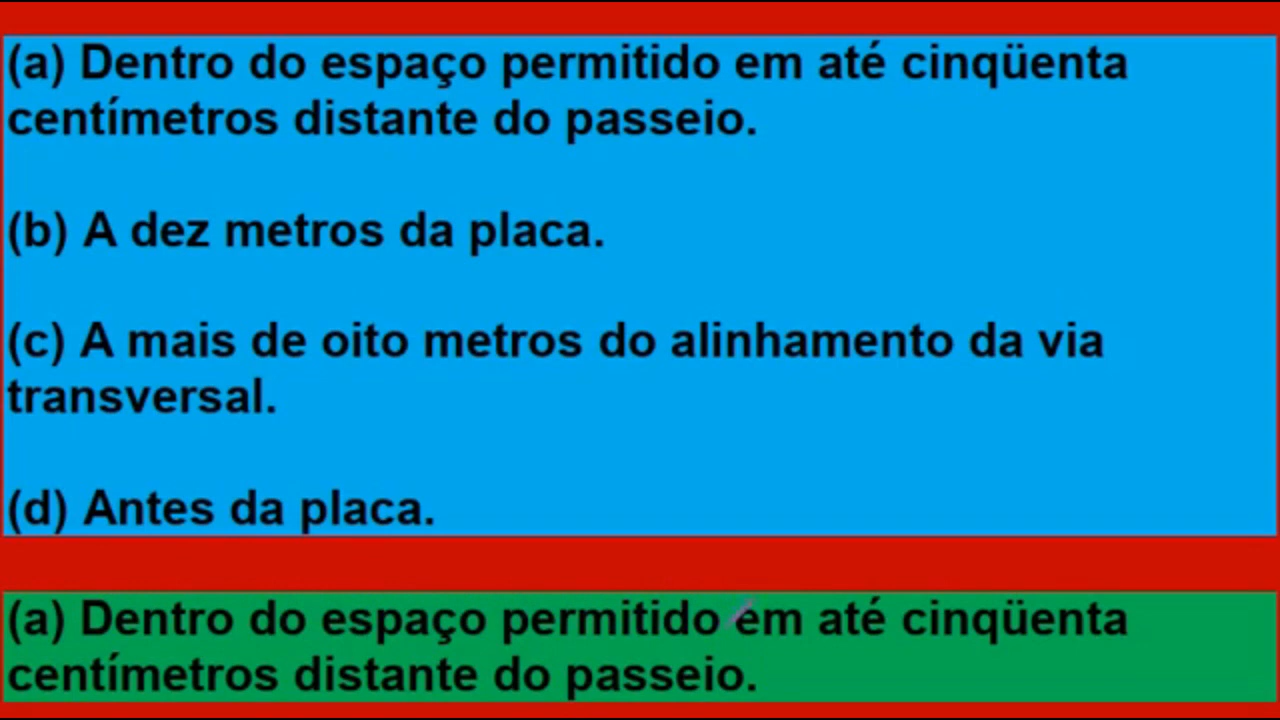 (a) Dentro do espaço permitido em até cinqüenta
centímetros distante do passeio.
(b) A dez metros da placa.
(c) A mais de oito metros do alinhamento da via
transversal.
(d) Antes da placa.
(a) Dentro do espaço permitido em até cinqüenta
centímetros distante do passeio.